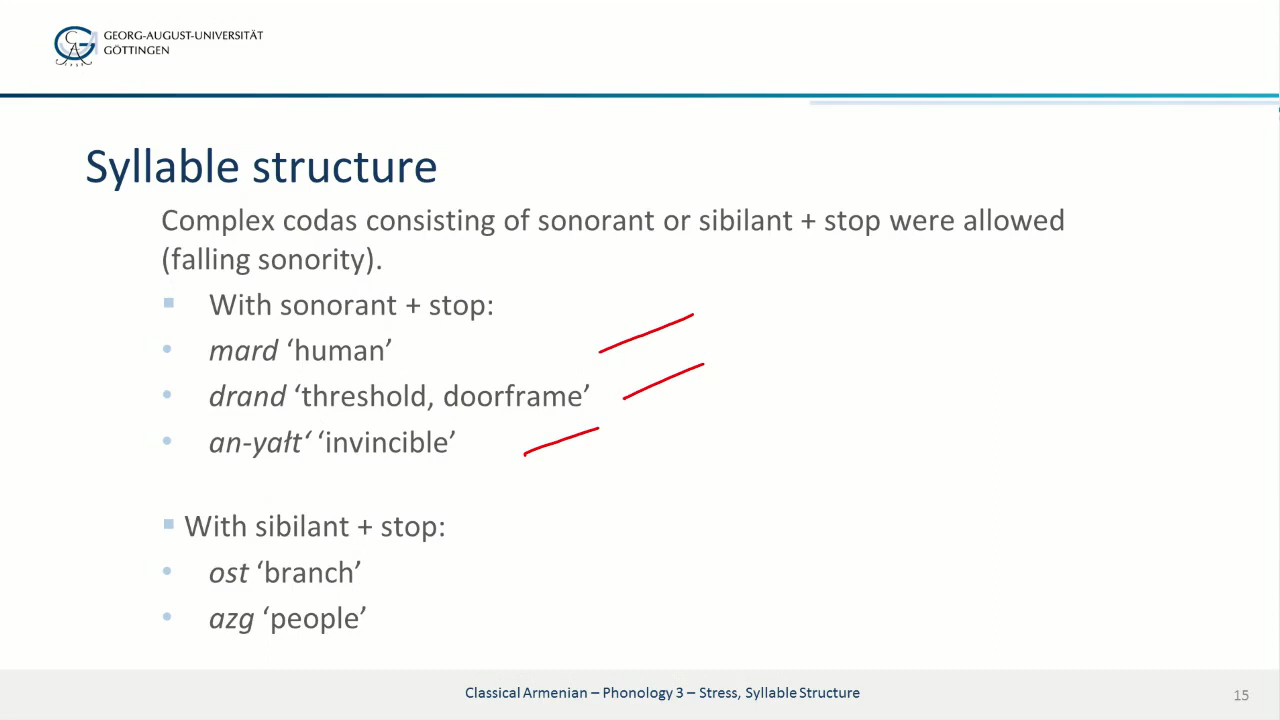 GEORG-AUGUST-UNIVERSITÄT
GÖTTINGEN
Syllable structure
Complex codas consisting of sonorant or sibilant + stop were allowed
(falling sonority).
▪ With sonorant + stop:
• mard ‘human’
• drand ‘threshold, doorframe’
• an-yałt‘ ‘invincible’
▪ With sibilant + stop:
• ost ‘branch’
• azg ‘people’
Classical Armenian – Phonology 3 – Stress, Syllable Structure
15